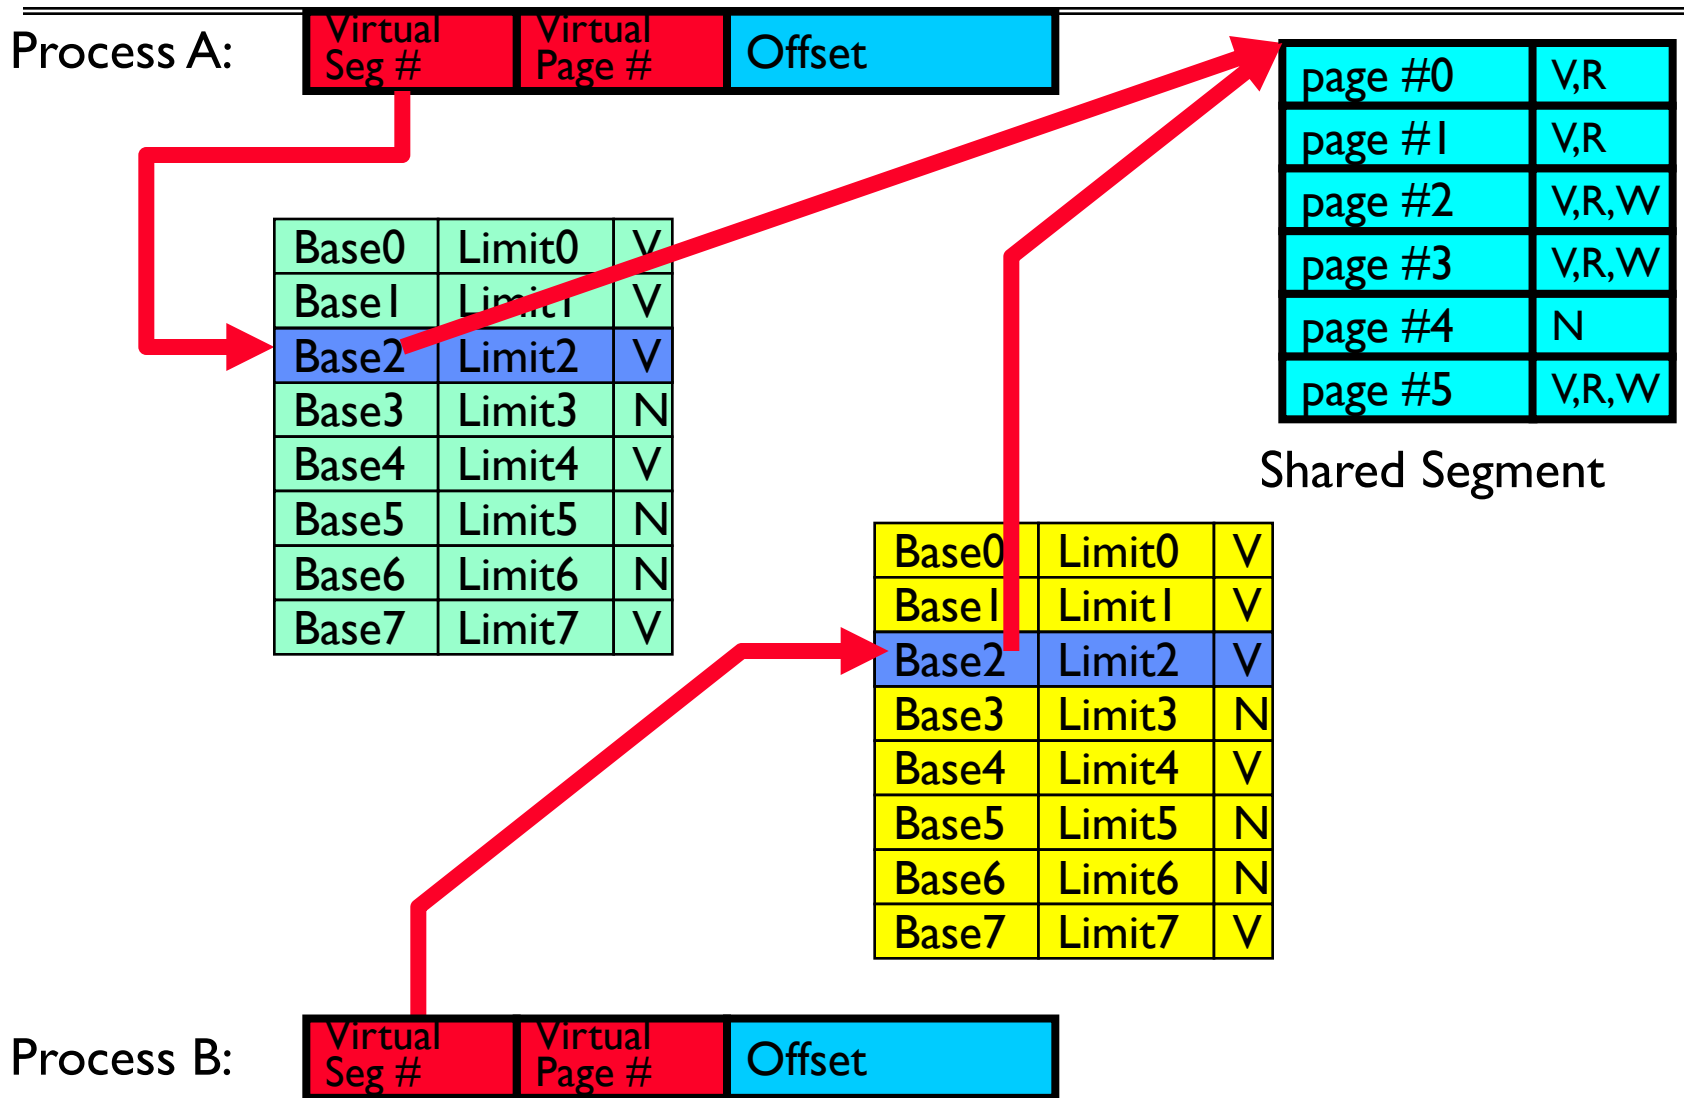 Process A:
Virtual Seg #
Virtual Page #
Offset
page #0 V,R
page #1 V,R
page #2 V,R,W
page #3 V,R,W
page #4 N
page #5 V,R,W
Shared Segment
Base0 Limit0 V
Base1 Limit1 V
Base2 Limit2 V
Base3 Limit3 N
Base4 Limit4 V
Base5 Limit5 N
Base6 Limit6 N
Base7 Limit7 V
Base0 Limit0 V
Base1 Limit1 V
Base2 Limit2 V
Base3 Limit3 N
Base4 Limit4 V
Base5 Limit5 N
Base6 Limit6 N
Base7 Limit7 V
Process B:
Virtual Seg #
Virtual Page #
Offset